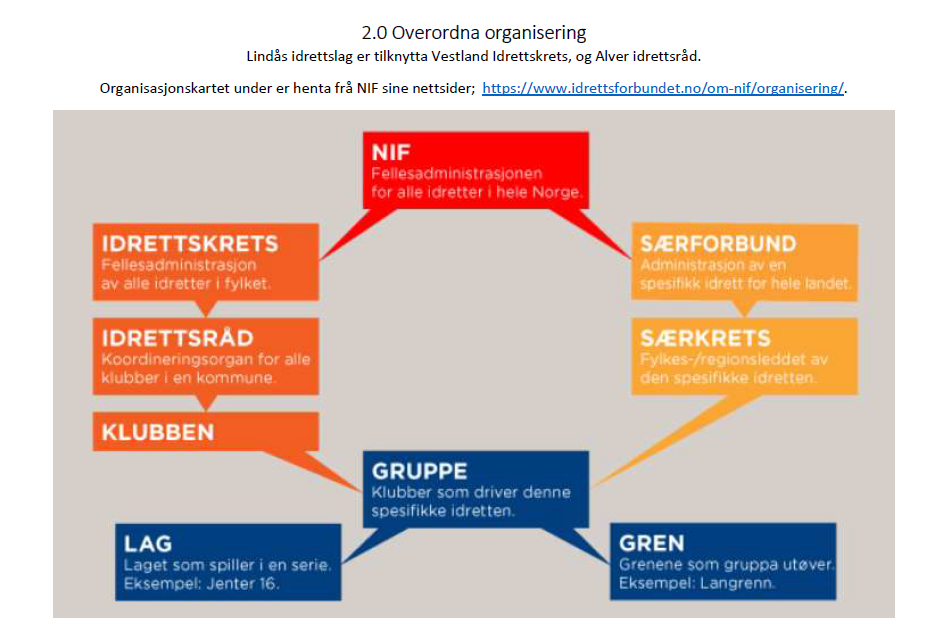 2.0 Overordna organisering
Lindås idrettslag er tilknytta Vestland Idrettskrets, og Alver idrettsråd.
Organisasjonskartet under er henta frå NIF sine nettsider; https://www.idrettsforbundet.no/om-nif/organisering/.
NIF
Fellesadministrasjonen
for alle idretter i hele Norge.
IDRETTSKRETS
Fellesadministrasjon
av alle idretter i fylket.
SÆRFORBUND
Administrasjon av en
spesifikk idrett for hele landet.
IDRETTSRÅD
Koordineringsorgan for alle
klubber i en kommune.
SÆRKRETS
Fylkes-/regionsleddet av
den spesifikke idretten.
KLUBBEN
GRUPPE
Klubber som driver denne
spesifikke idretten.
LAG
Laget som spiller i en serie.
Eksempel: Jenter 16.
GREN
Grenene som gruppa utøver.
Eksempel: Langrenn.